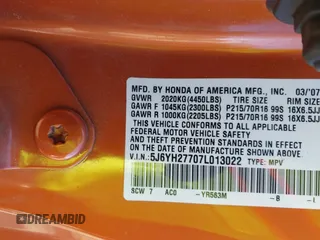 MFD. BY HONDA OF AMERICA MFG., INC. 03/'07
GVWR 2020KG(4450LBS) TIRE SIZE RIM SIZE
GAWR F 1045KG(2300LBS) P215/70R16 99S 16X6.5JJ
GAWR R 1000KG(2205LBS) P215/70R16 99S 16X6.5JJ
THIS VEHICLE CONFORMS TO ALL APPLICABLE
FEDERAL MOTOR VEHICLE SAFETY AND
THEFT PREVENTION STANDARDS IN EFFECT ON THE
DATE OF MANUFACTURE SHOWN ABOVE.
V.I.N.: 5J6YH27707L013022 TYPE: MPV
SCW 7 AC0 YR563M -B -I
DREAMBID